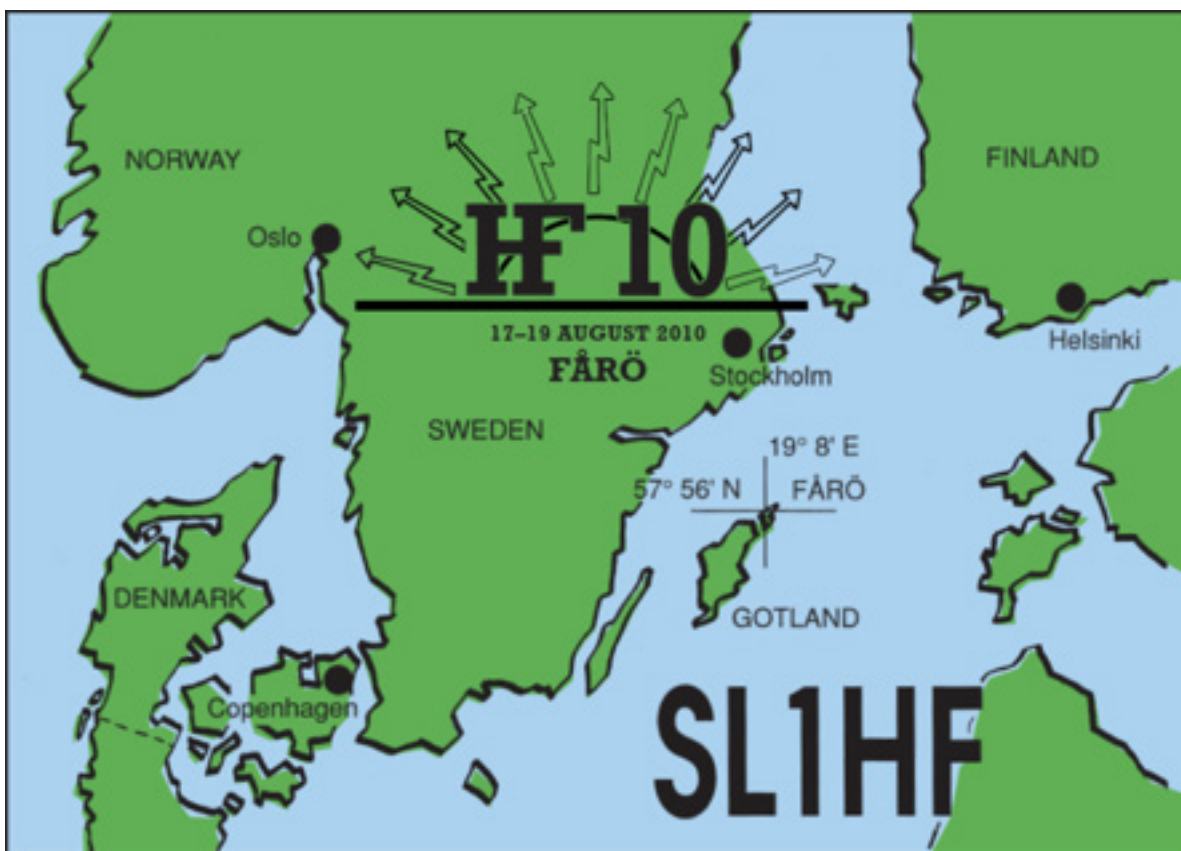 NORWAY
FINLAND
HF 10
Oslo
17–19 AUGUST 2010
FÅRÖ
Stockholm
Helsinki
SWEDEN
19° 8' E
57° 56' N
FÅRÖ
DENMARK
GOTLAND
Copenhagen
SL1HF